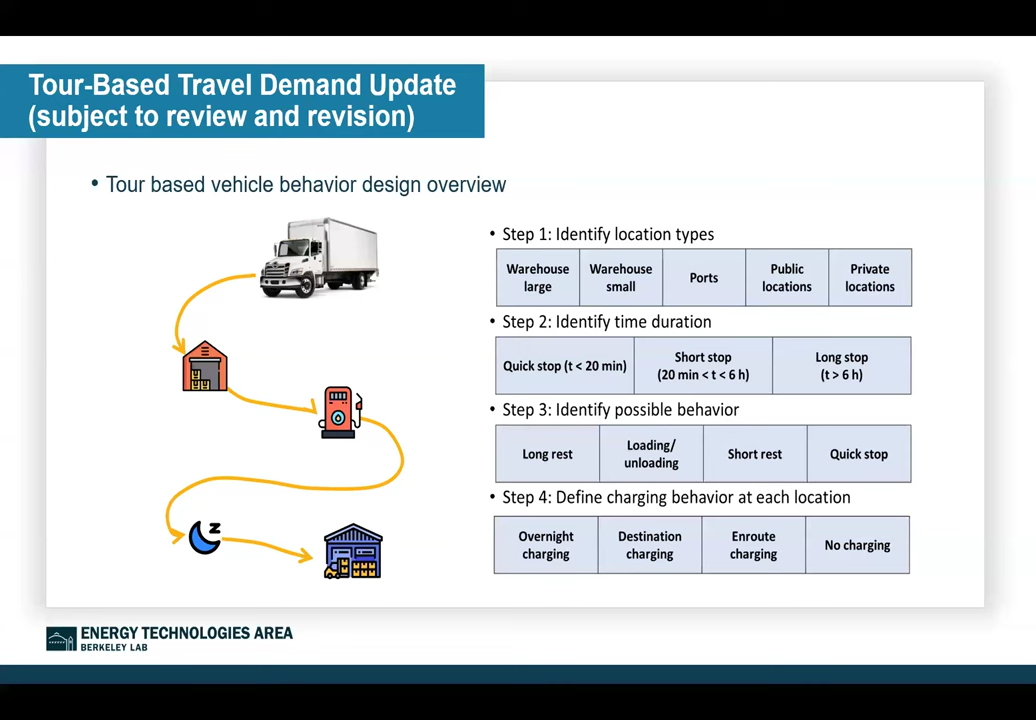 Tour-Based Travel Demand Update
(subject to review and revision)
• Tour based vehicle behavior design overview
• Step 1: Identify location types
Warehouse large
Warehouse small
Ports
Public locations
Private locations
• Step 2: Identify time duration
Quick stop (t < 20 min)
Short stop
(20 min < t < 6 h)
Long stop
(t > 6 h)
• Step 3: Identify possible behavior
Long rest
Loading/
unloading
Short rest
Quick stop
• Step 4: Define charging behavior at each location
Overnight
charging
Destination
charging
Enroute
charging
No charging
z
ENERGY TECHNOLOGIES AREA
BERKELEY LAB